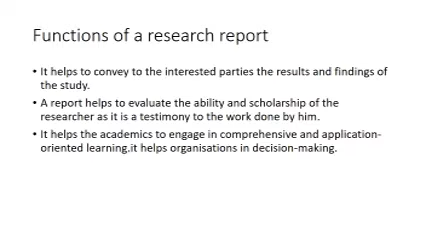 Functions of a research report
• It helps to convey to the interested parties the results and findings of
the study.
• A report helps to evaluate the ability and scholarship of the
researcher as it is a testimony to the work done by him.
• It helps the academics to engage in comprehensive and application-
oriented learning.it helps organisations in decision-making.